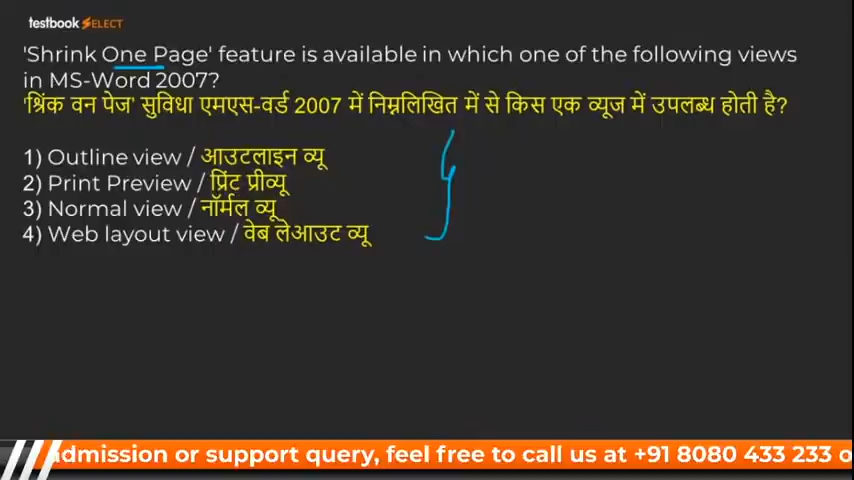 testbook SELECT
'Shrink One Page' feature is available in which one of the following views
in MS-Word 2007?
'श्रिंक वन पेज' सुविधा एमएस-वर्ड 2007 में निम्नलिखित में से किस एक व्यूज में उपलब्ध होती है?
1) Outline view / आउटलाइन व्यू
2) Print Preview / प्रिंट प्रीव्यू
3) Normal view / नॉर्मल व्यू
4) Web layout view / वेब लेआउट व्यू
admission or support query, feel free to call us at +91 8080 433 233 o